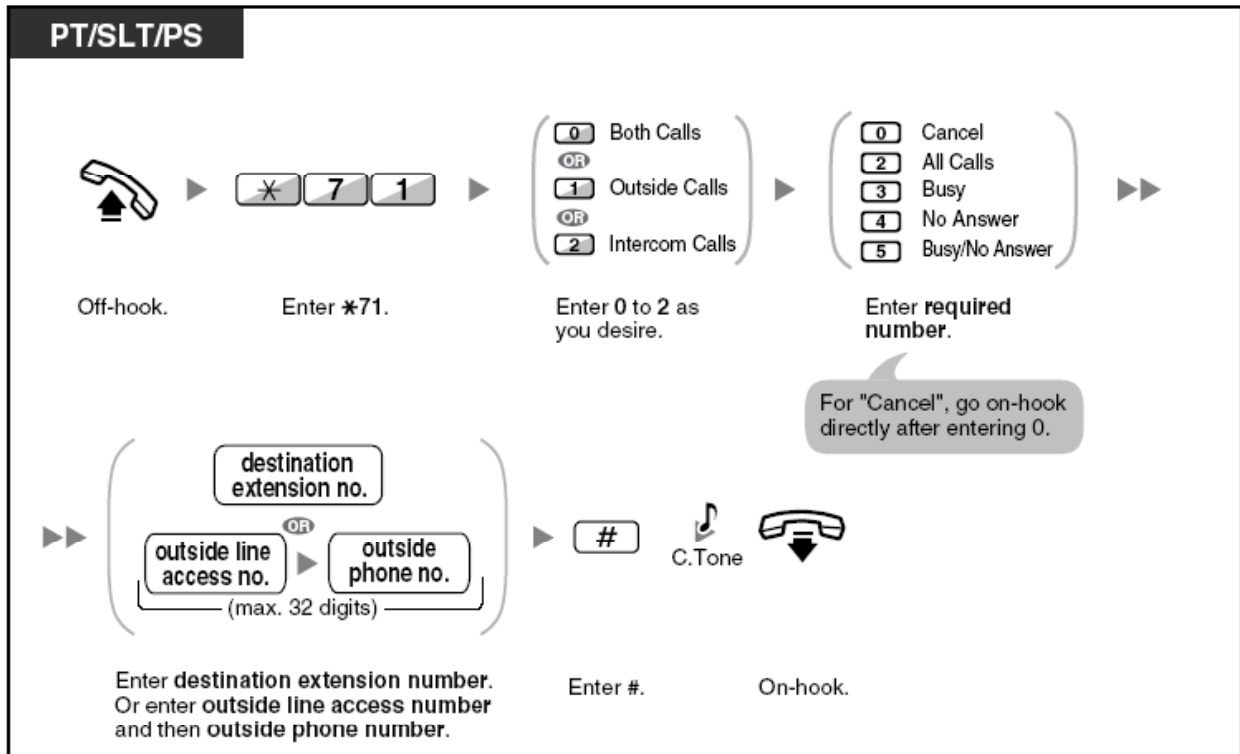 PT/SLT/PS
0 Both Calls
OR
1 Outside Calls
OR
2 Intercom Calls
0 Cancel
2 All Calls
3 Busy
4 No Answer
5 Busy/No Answer
* 7 1
Off-hook.
Enter *71.
Enter 0 to 2 as
you desire.
Enter required
number.
For "Cancel", go on-hook
directly after entering 0.
destination
extension no.
OR
outside line
access no.
outside
phone no.
(max. 32 digits)
#
C.Tone
Enter destination extension number.
Or enter outside line access number
and then outside phone number.
Enter #.
On-hook.